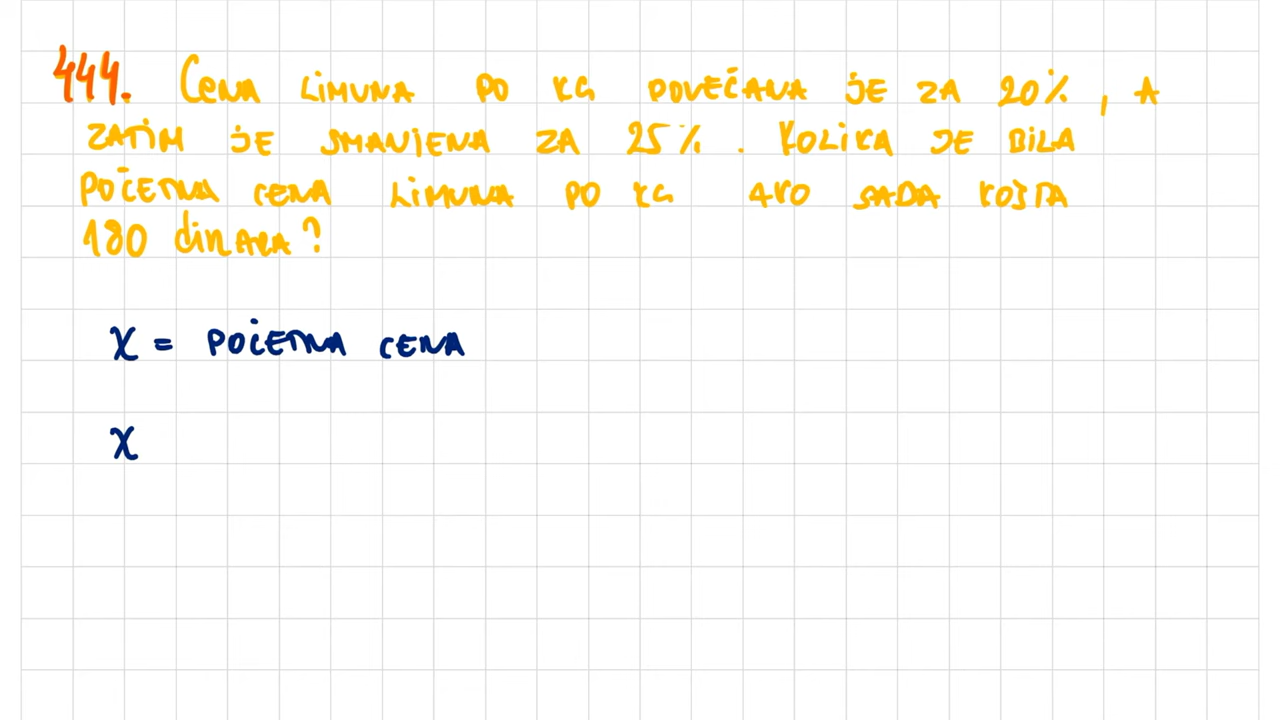 444. Cena limuna po kg povećana je za 20%, a
zatim je smanjena za 25%. Kolika je bila
početna cena limuna po kg ako sada košta
180 dinara?
x = početna cena
x